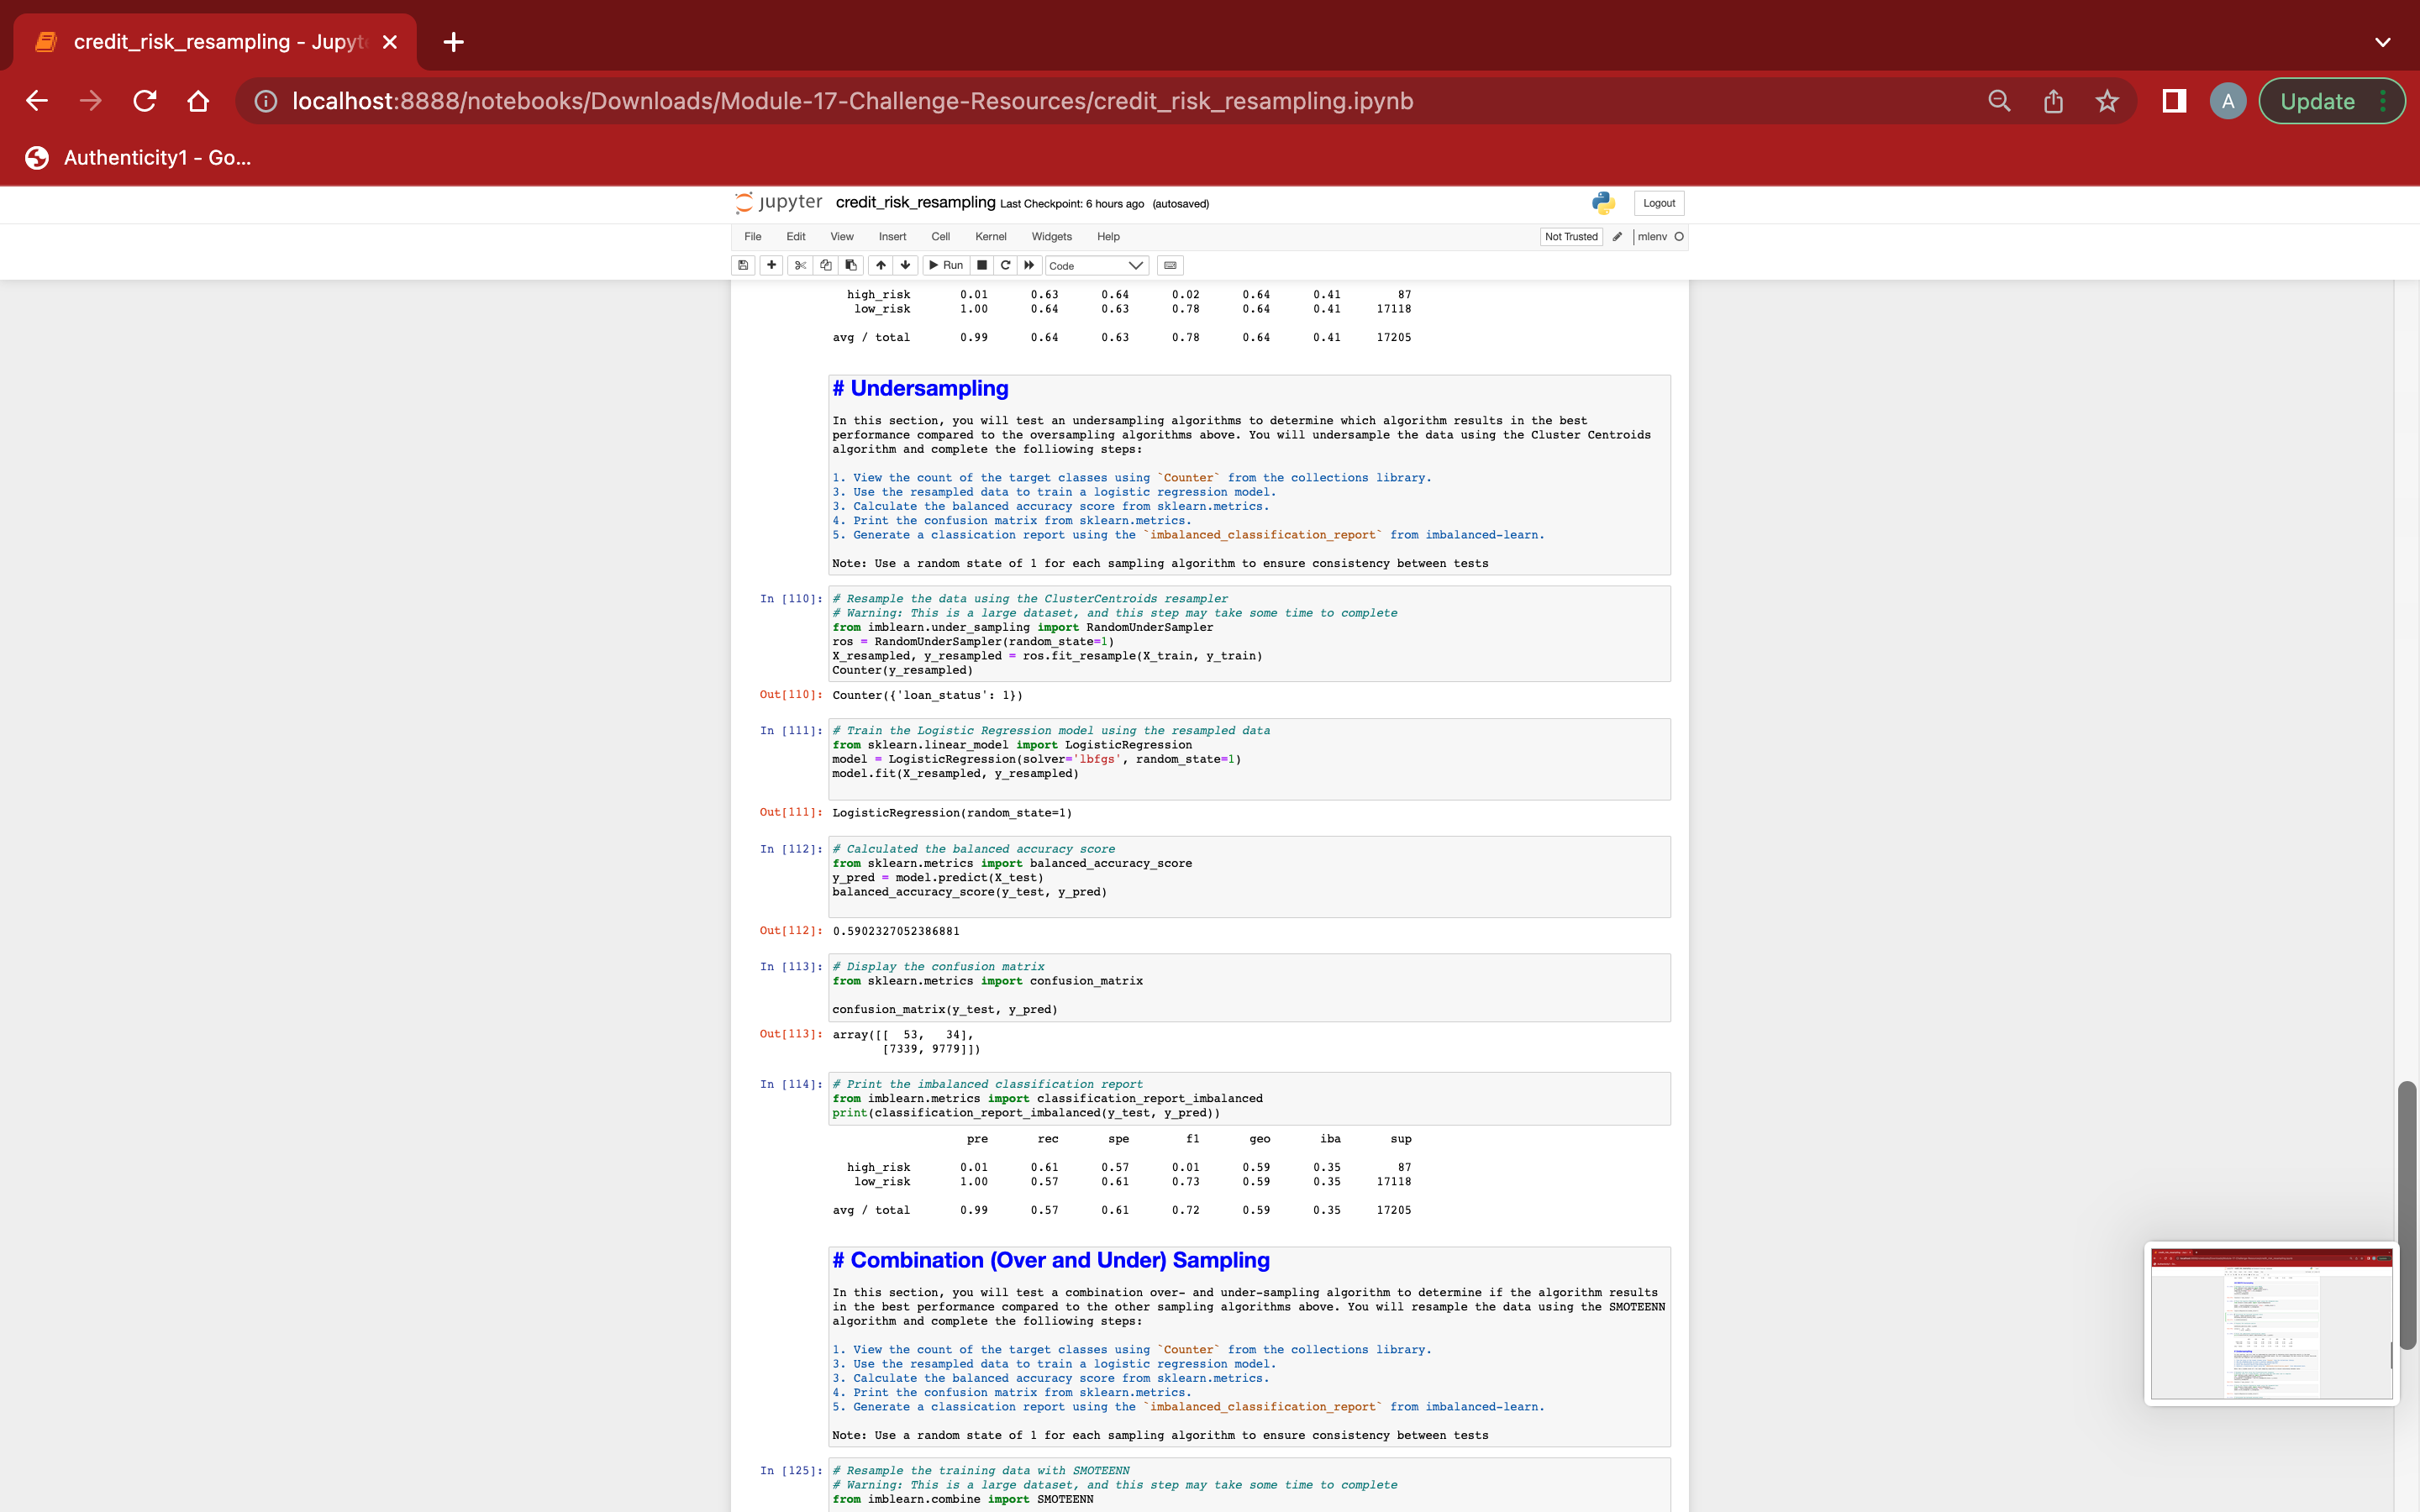 credit_risk_resampling - Jupyt
localhost:8888/notebooks/Downloads/Module-17-Challenge-Resources/credit_risk_resampling.ipynb
A
Update
Authenticity1 - Go...
jupyter credit_risk_resampling Last Checkpoint: 6 hours ago (autosaved)
Logout
File Edit View Insert Cell Kernel Widgets Help
Not Trusted
mlenv
Run
Code
high_risk 0.01 0.63 0.64 0.02 0.64 0.41 87
low_risk 1.00 0.64 0.63 0.78 0.64 0.41 17118
avg / total 0.99 0.64 0.63 0.78 0.64 0.41 17205
# Undersampling
In this section, you will test an undersampling algorithms to determine which algorithm results in the best
performance compared to the oversampling algorithms above. You will undersample the data using the Cluster Centroids
algorithm and complete the folliowing steps:
1. View the count of the target classes using `Counter` from the collections library.
3. Use the resampled data to train a logistic regression model.
3. Calculate the balanced accuracy score from sklearn.metrics.
4. Print the confusion matrix from sklearn.metrics.
5. Generate a classication report using the `imbalanced_classification_report` from imbalanced-learn.
Note: Use a random state of 1 for each sampling algorithm to ensure consistency between tests
In [110]: # Resample the data using the ClusterCentroids resampler
# Warning: This is a large dataset, and this step may take some time to complete
from imblearn.under_sampling import RandomUnderSampler
ros = RandomUnderSampler(random_state=1)
X_resampled, y_resampled = ros.fit_resample(X_train, y_train)
Counter(y_resampled)
Out[110]: Counter({'loan_status': 1})
In [111]: # Train the Logistic Regression model using the resampled data
from sklearn.linear_model import LogisticRegression
model = LogisticRegression(solver='lbfgs', random_state=1)
model.fit(X_resampled, y_resampled)
Out[111]: LogisticRegression(random_state=1)
In [112]: # Calculated the balanced accuracy score
from sklearn.metrics import balanced_accuracy_score
y_pred = model.predict(X_test)
balanced_accuracy_score(y_test, y_pred)
Out[112]: 0.5902327052386881
In [113]: # Display the confusion matrix
from sklearn.metrics import confusion_matrix
confusion_matrix(y_test, y_pred)
Out[113]: array([[ 53, 34],
[7339, 9779]])
In [114]: # Print the imbalanced classification report
from imblearn.metrics import classification_report_imbalanced
print(classification_report_imbalanced(y_test, y_pred))
pre rec spe f1 geo iba sup
high_risk 0.01 0.61 0.57 0.01 0.59 0.35 87
low_risk 1.00 0.57 0.61 0.73 0.59 0.35 17118
avg / total 0.99 0.57 0.61 0.72 0.59 0.35 17205
# Combination (Over and Under) Sampling
In this section, you will test a combination over- and under-sampling algorithm to determine if the algorithm results
in the best performance compared to the other sampling algorithms above. You will resample the data using the SMOTEENN
algorithm and complete the folliowing steps:
1. View the count of the target classes using `Counter` from the collections library.
3. Use the resampled data to train a logistic regression model.
3. Calculate the balanced accuracy score from sklearn.metrics.
4. Print the confusion matrix from sklearn.metrics.
5. Generate a classication report using the `imbalanced_classification_report` from imbalanced-learn.
Note: Use a random state of 1 for each sampling algorithm to ensure consistency between tests
In [125]: # Resample the training data with SMOTEENN
# Warning: This is a large dataset, and this step may take some time to complete
from imblearn.combine import SMOTEENN